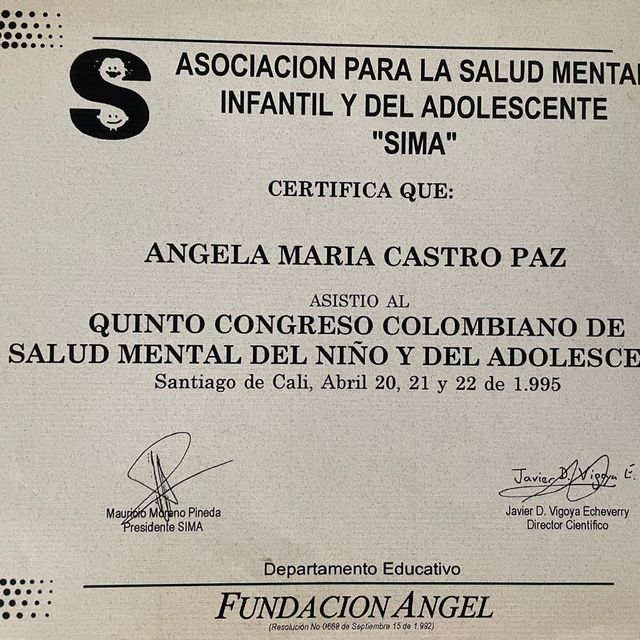 ASOCIACION PARA LA SALUD MENTAL
INFANTIL Y DEL ADOLESCENTE
"SIMA"
CERTIFICA QUE:
ANGELA MARIA CASTRO PAZ
ASISTIO AL
QUINTO CONGRESO COLOMBIANO DE
SALUD MENTAL DEL NIÑO Y DEL ADOLESCE
Santiago de Cali, Abril 20, 21 y 22 de 1.995
Javier D. Vigoya E.
Mauricio Moreno Pineda
Presidente SIMA
Javier D. Vigoya Echeverry
Director Científico
Departamento Educativo
FUNDACION ANGEL
(Resolución No 0668 de Septiembre 15 de 1.992)